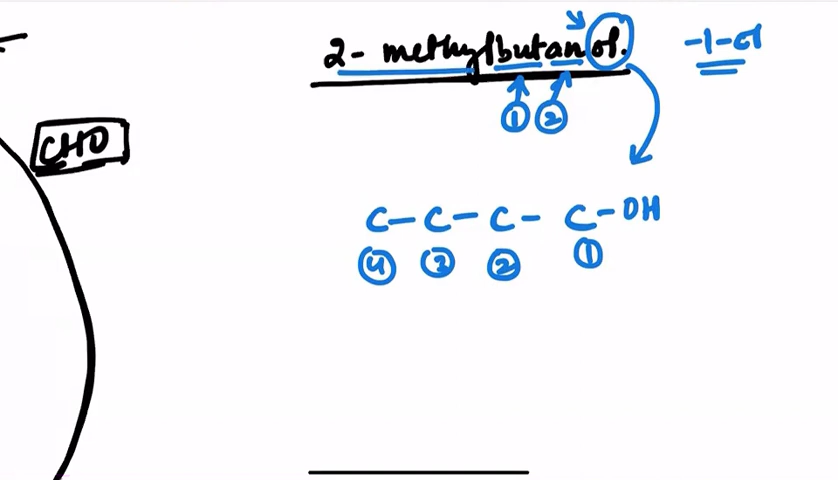 2- methylbutanol. -1-ol
① ②
CHO
C-C-C-C-OH
④ ③ ② ①